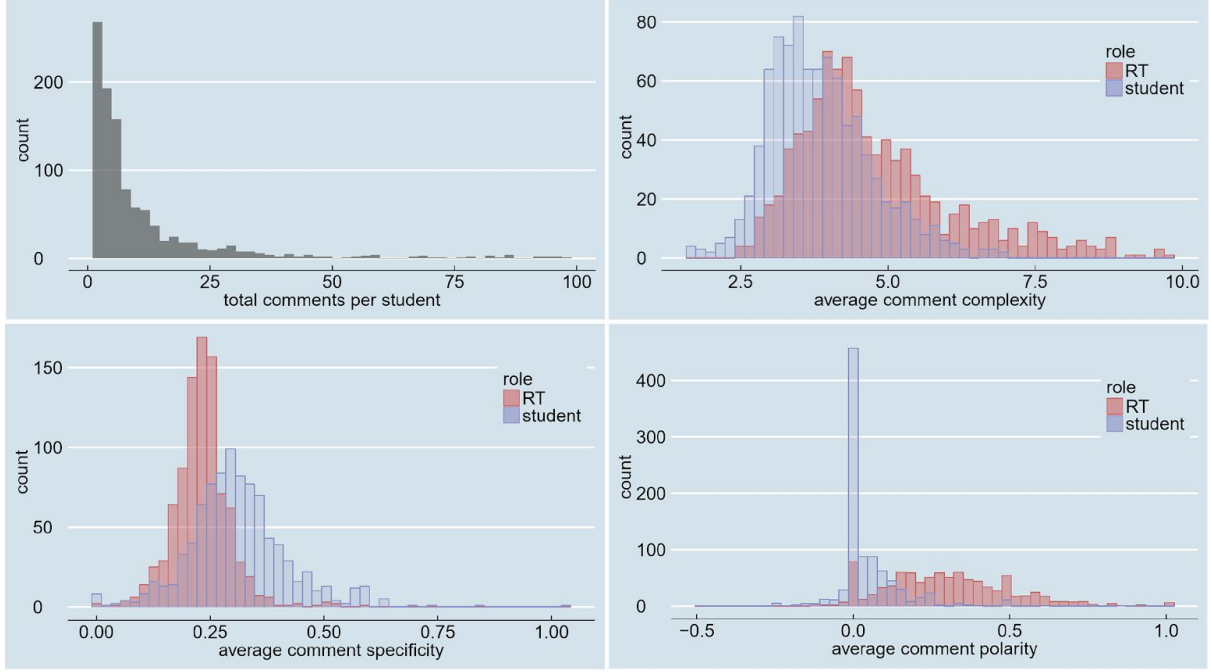 count
200
100
0
0 25 50 75 100
total comments per student
count
80
60
40
20
0
role
RT
student
2.5 5.0 7.5 10.0
average comment complexity
count
150
100
50
0
role
RT
student
0.00 0.25 0.50 0.75 1.00
average comment specificity
count
400
300
200
100
0
role
RT
student
−0.5 0.0 0.5 1.0
average comment polarity